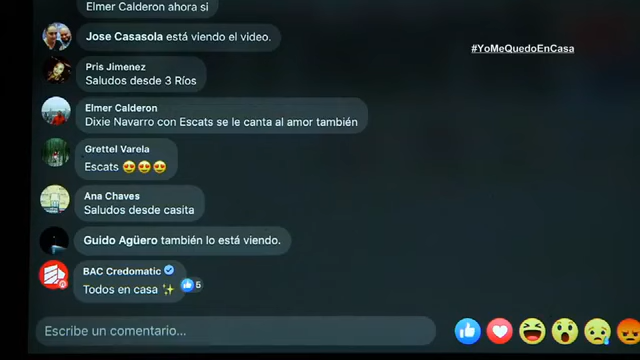 Elmer Calderon ahora si
Jose Casasola está viendo el video.
#YoMeQuedoEnCasa
Pris Jimenez
Saludos desde 3 Ríos
Elmer Calderon
Dixie Navarro con Escats se le canta al amor también
Grettel Varela
Escats 😍😍😍
Ana Chaves
Saludos desde casita
Guido Agüero también lo está viendo.
BAC Credomatic
Todos en casa ✨
5
Escribe un comentario...